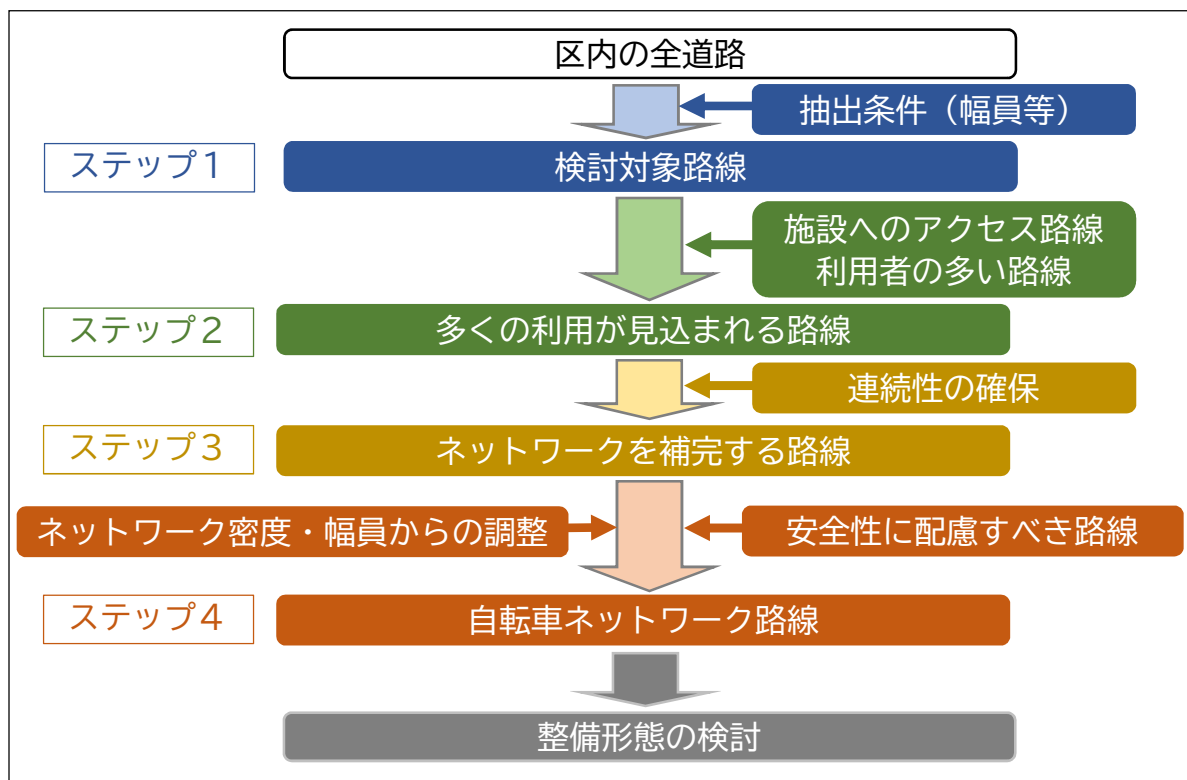 区内の全道路
抽出条件（幅員等）
ステップ１
検討対象路線
施設へのアクセス路線
利用者の多い路線
ステップ２
多くの利用が見込まれる路線
連続性の確保
ステップ３
ネットワークを補完する路線
ネットワーク密度・幅員からの調整
安全性に配慮すべき路線
ステップ４
自転車ネットワーク路線
整備形態の検討